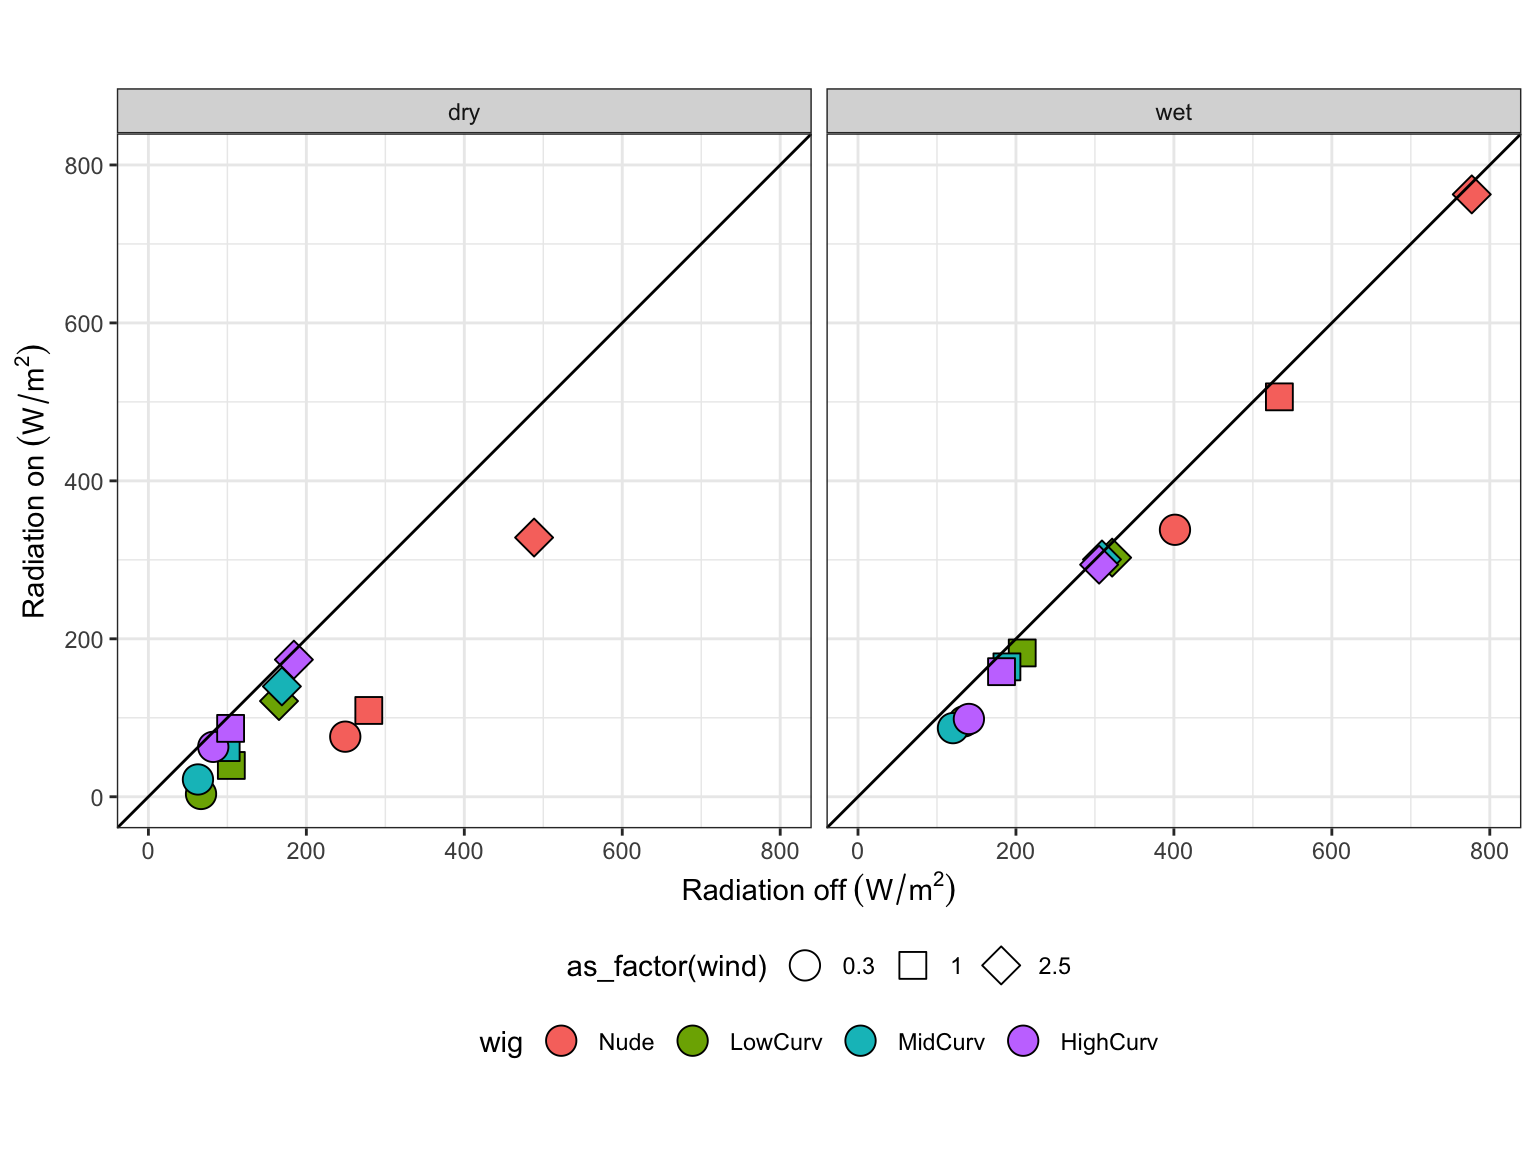 dry
wet
800
600
400
200
0
Radiation on (W/m²)
0 200 400 600 800
0 200 400 600 800
Radiation off (W/m²)
as_factor(wind) 0.3 1 2.5
wig Nude LowCurv MidCurv HighCurv